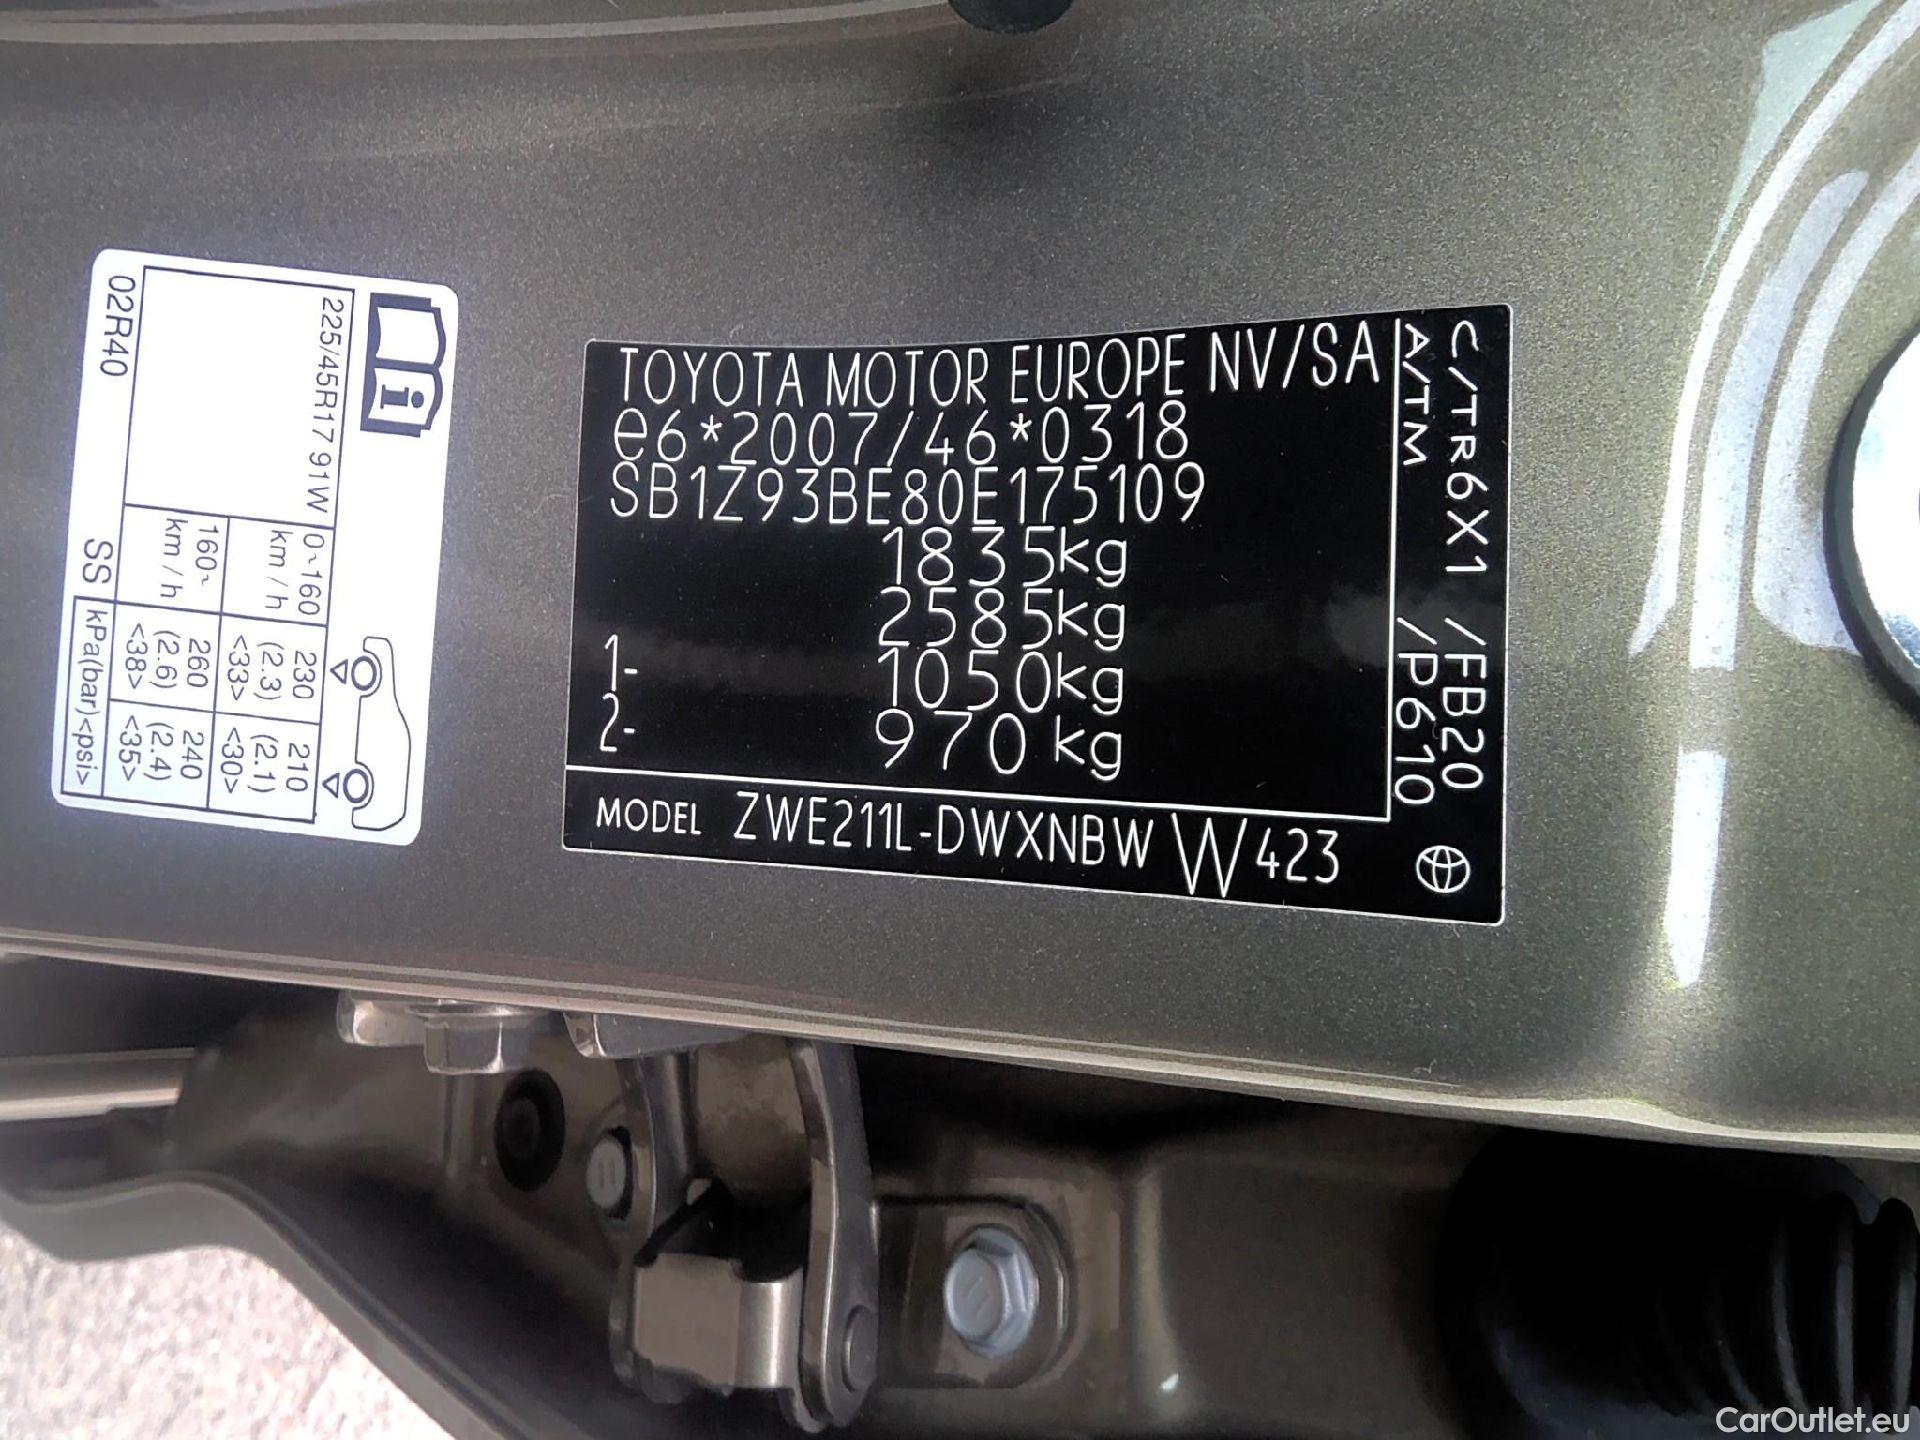 TOYOTA MOTOR EUROPE NV/SA
e6*2007/46*0318
SB1Z93BE80E175109
1835kg
2585kg
1- 1050kg
2- 970kg
MODEL ZWE211L-DWXNBW W423
C/TR6X1 /FB20
A/TM /P610
i
225/45R17 91W
0~160 km/h
230 (2.3) <33>
210 (2.1) <30>
160~ km/h
260 (2.6) <38>
240 (2.4) <35>
02R40
SS
kPa(bar)<psi>
CarOutlet.eu